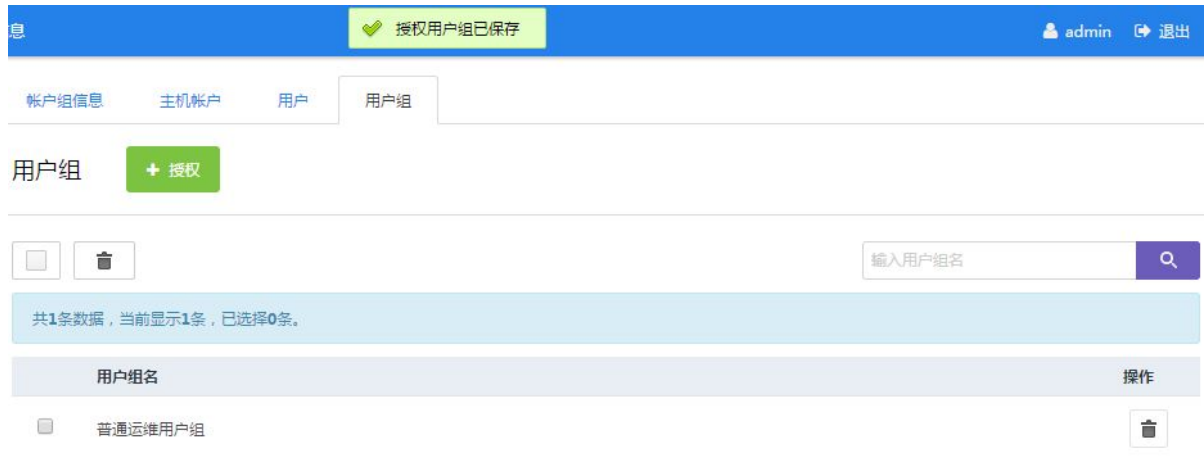 息 授权用户组已保存 admin 退出
帐户组信息 主机帐户 用户 用户组
用户组 + 授权
输入用户组名
共1条数据，当前显示1条，已选择0条。
用户组名 操作
普通运维用户组